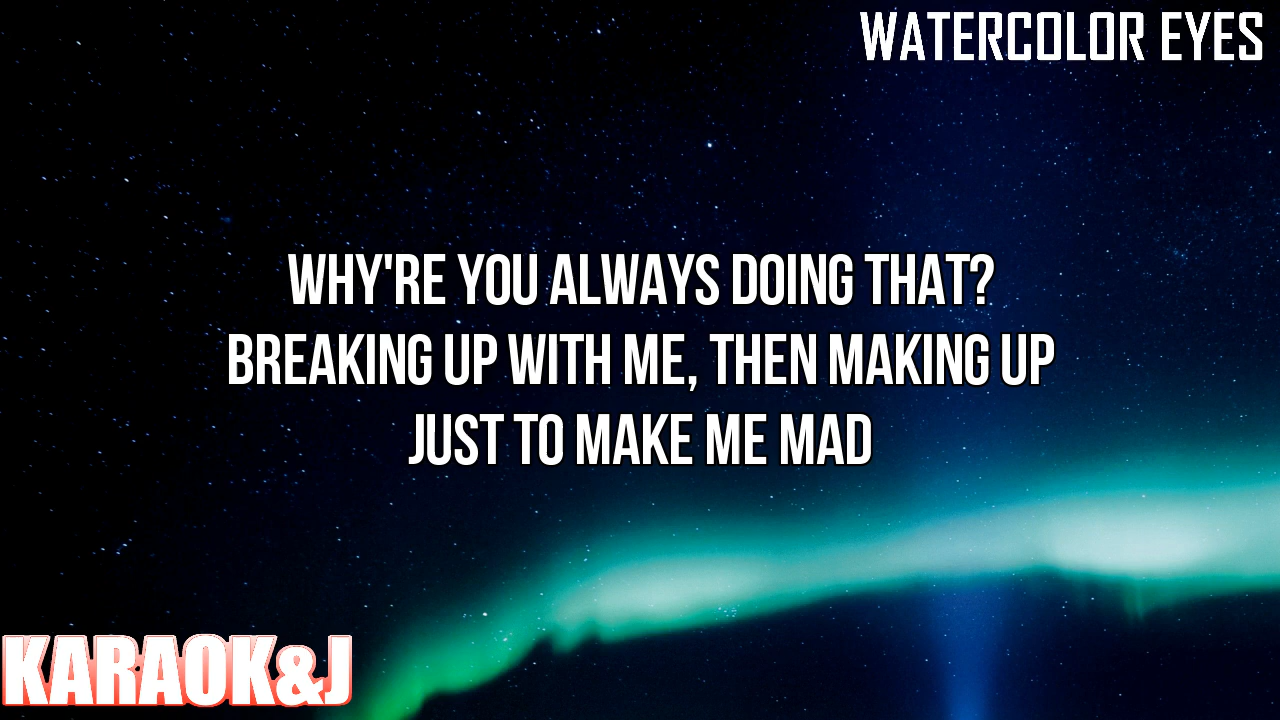 WATERCOLOR EYES
WHY'RE YOU ALWAYS DOING THAT?
BREAKING UP WITH ME, THEN MAKING UP
JUST TO MAKE ME MAD
KARAOK&J